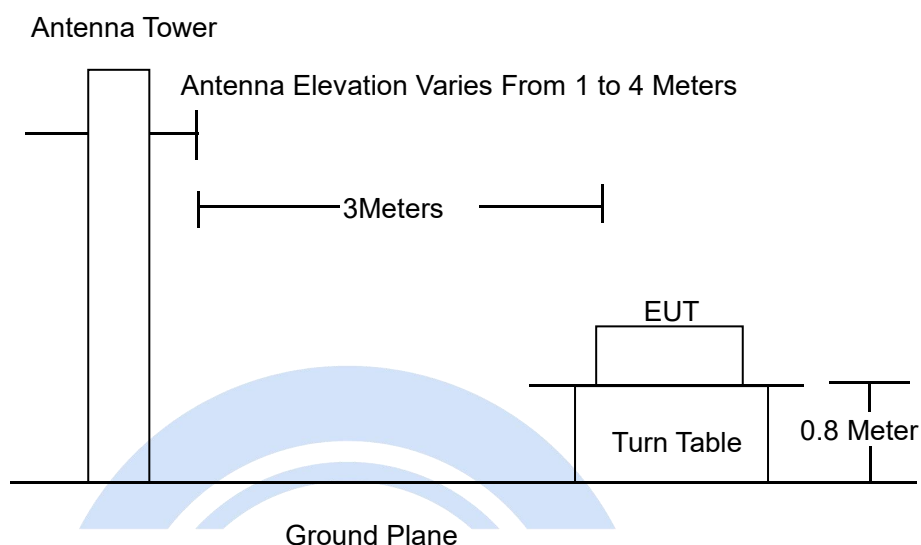 Antenna Tower
Antenna Elevation Varies From 1 to 4 Meters
3Meters
EUT
Turn Table
0.8 Meter
Ground Plane